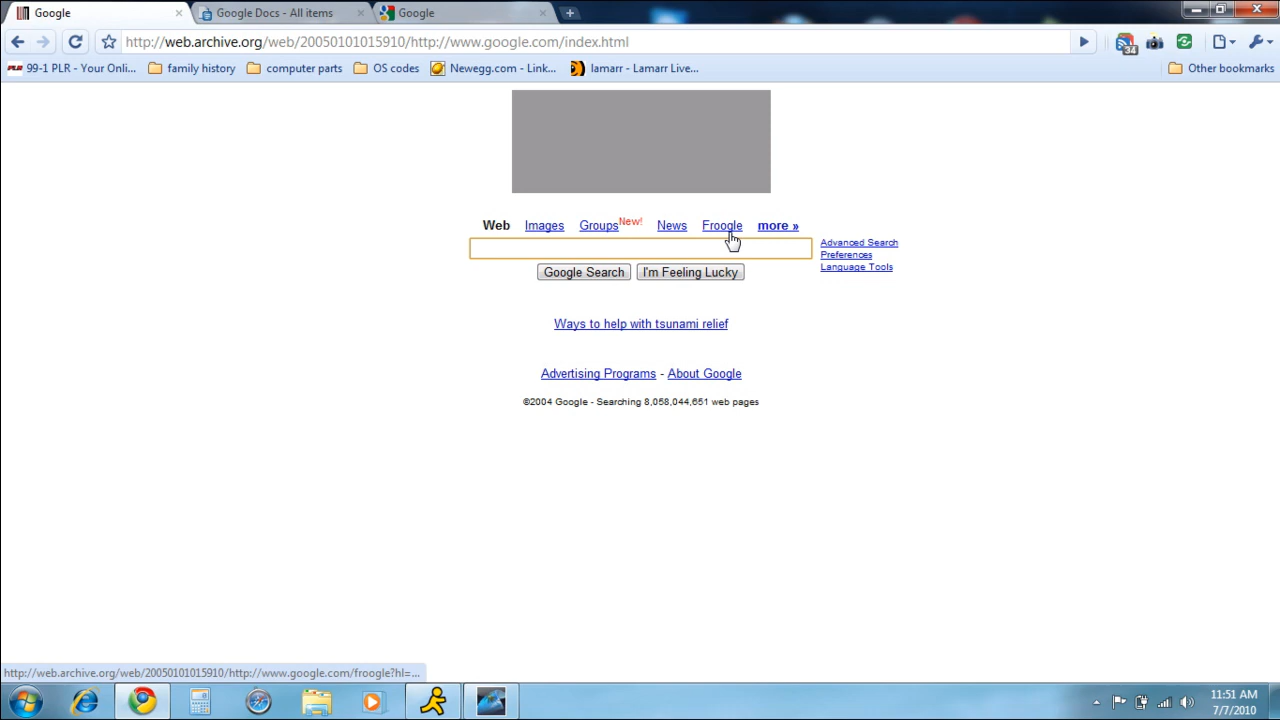 Google
Google Docs - All items
Google
http://web.archive.org/web/20050101015910/http://www.google.com/index.html
34
PLR 99-1 PLR - Your Onli...
family history
computer parts
OS codes
Newegg.com - Link...
lamarr - Lamarr Live...
Other bookmarks
Web Images Groups New! News Froogle more »
Advanced Search
Preferences
Language Tools
Google Search I'm Feeling Lucky
Ways to help with tsunami relief
Advertising Programs - About Google
©2004 Google - Searching 8,058,044,651 web pages
http://web.archive.org/web/20050101015910/http://www.google.com/froogle?hl=...
11:51 AM
7/7/2010